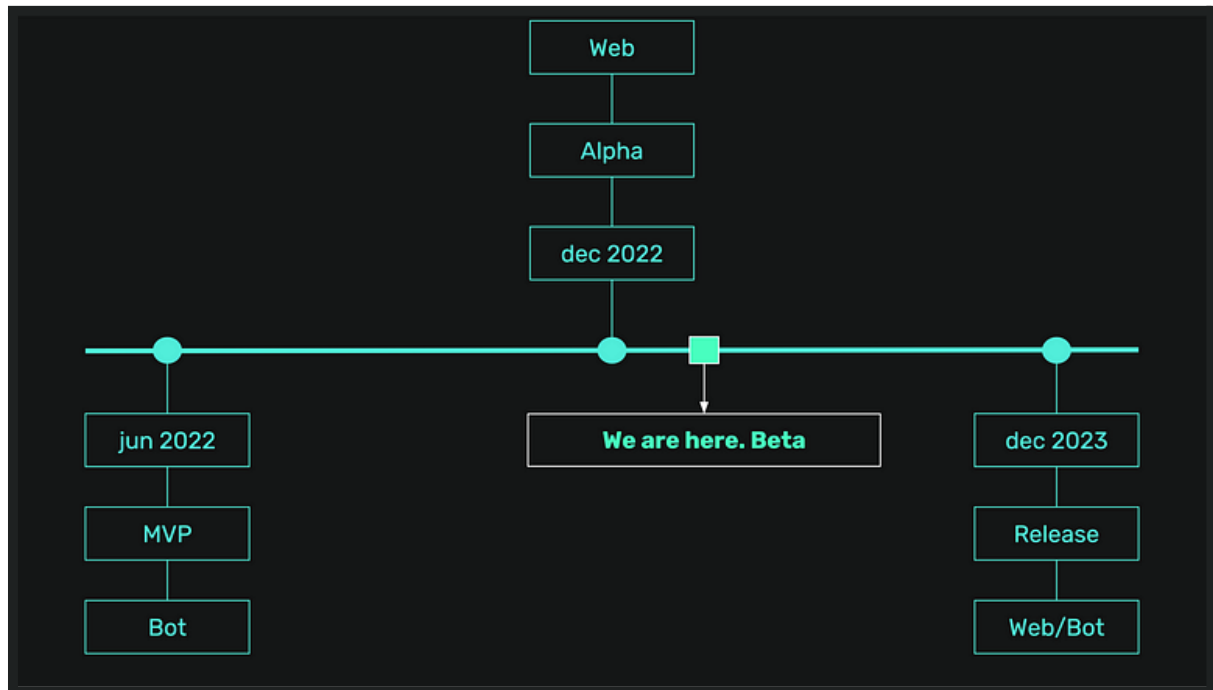 Web
Alpha
dec 2022
jun 2022
MVP
Bot
We are here. Beta
dec 2023
Release
Web/Bot